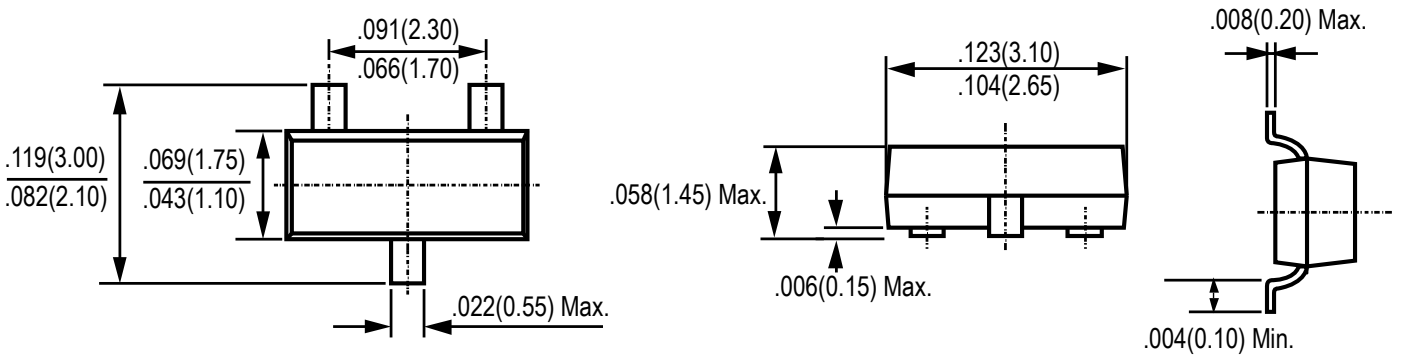 .091(2.30)
.066(1.70)
.119(3.00)
.082(2.10)
.069(1.75)
.043(1.10)
.022(0.55) Max.
.123(3.10)
.104(2.65)
.058(1.45) Max.
.006(0.15) Max.
.008(0.20) Max.
.004(0.10) Min.